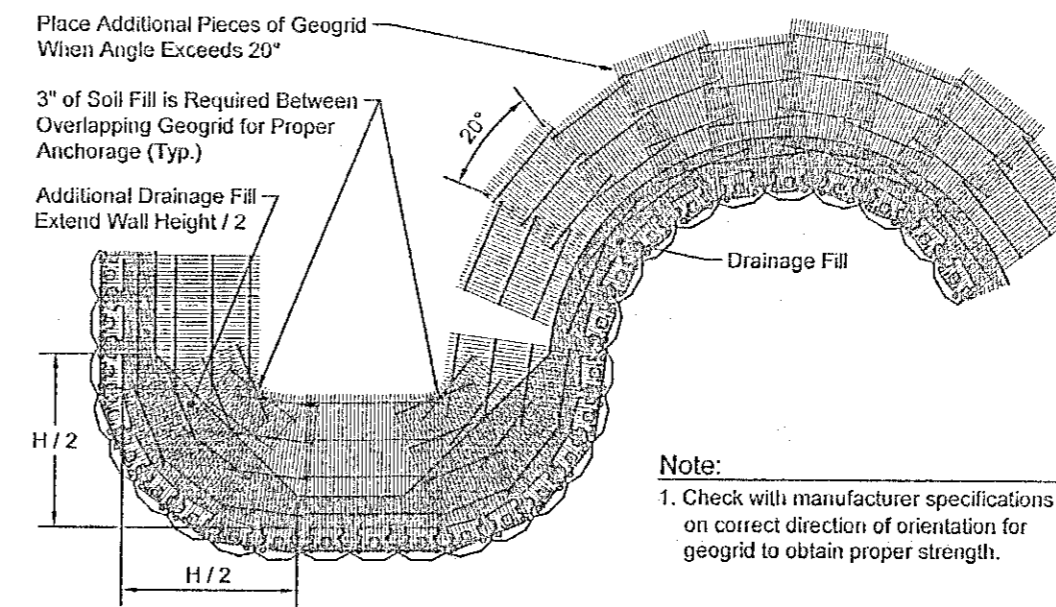 Place Additional Pieces of Geogrid
When Angle Exceeds 20°
3" of Soil Fill is Required Between
Overlapping Geogrid for Proper
Anchorage (Typ.)
Additional Drainage Fill
Extend Wall Height / 2
20°
Drainage Fill
H / 2
H / 2
Note:
1. Check with manufacturer specifications
on correct direction of orientation for
geogrid to obtain proper strength.